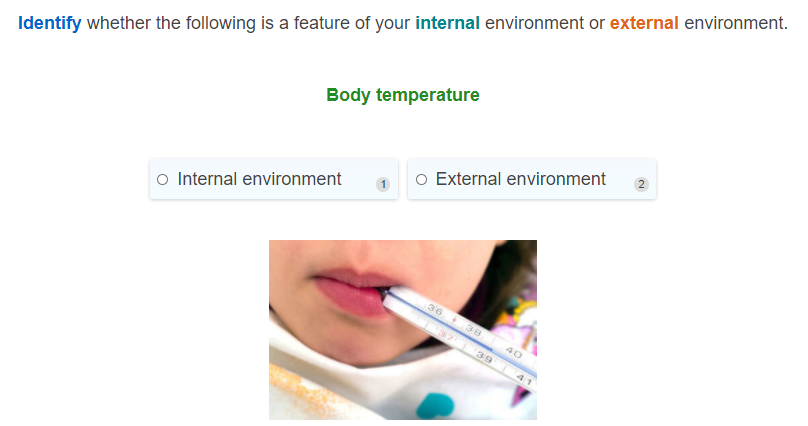 Identify whether the following is a feature of your internal environment or external environment.
Body temperature
Internal environment 1
External environment 2
36 38 40
37 39 41